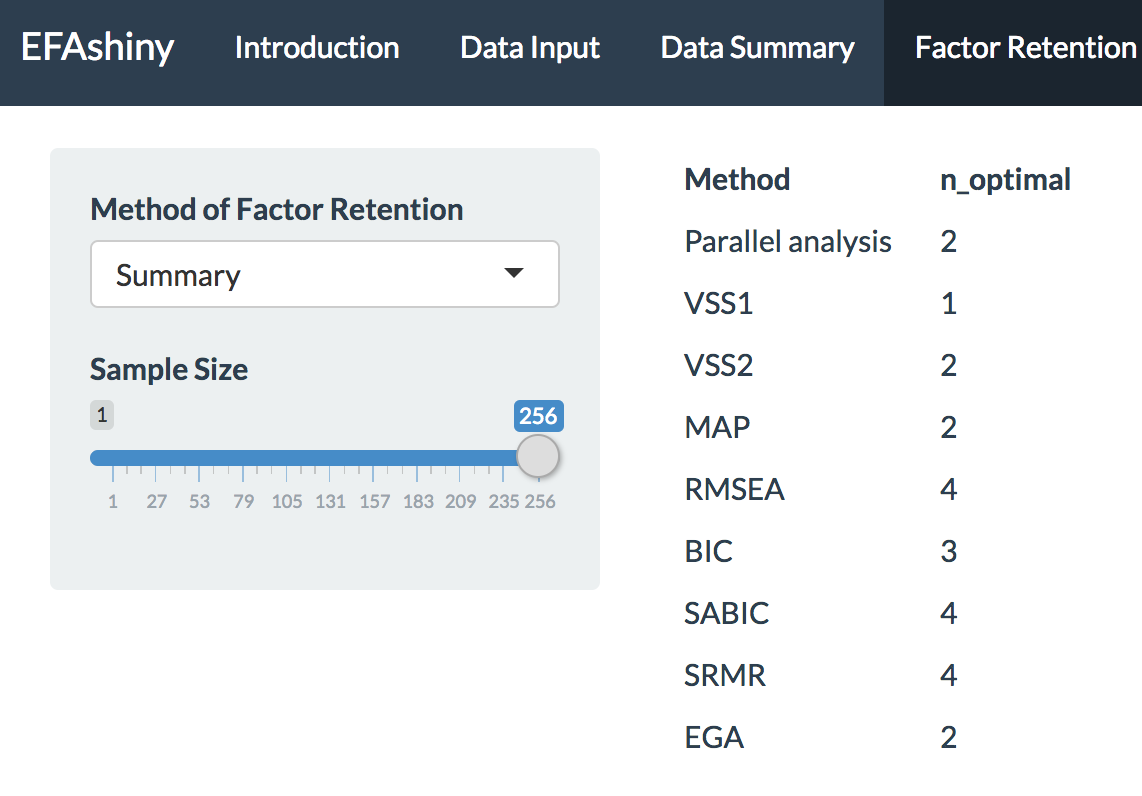 EFAshiny Introduction Data Input Data Summary Factor Retention
Method of Factor Retention
Summary
Sample Size
1 256
1 27 53 79 105 131 157 183 209 235 256
Method n_optimal
Parallel analysis 2
VSS1 1
VSS2 2
MAP 2
RMSEA 4
BIC 3
SABIC 4
SRMR 4
EGA 2